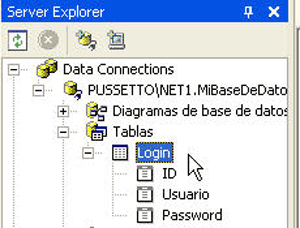 Server Explorer
Data Connections
PUSSETTO\NET1.MiBaseDeDato
Diagramas de base de datos
Tablas
Login
ID
Usuario
Password